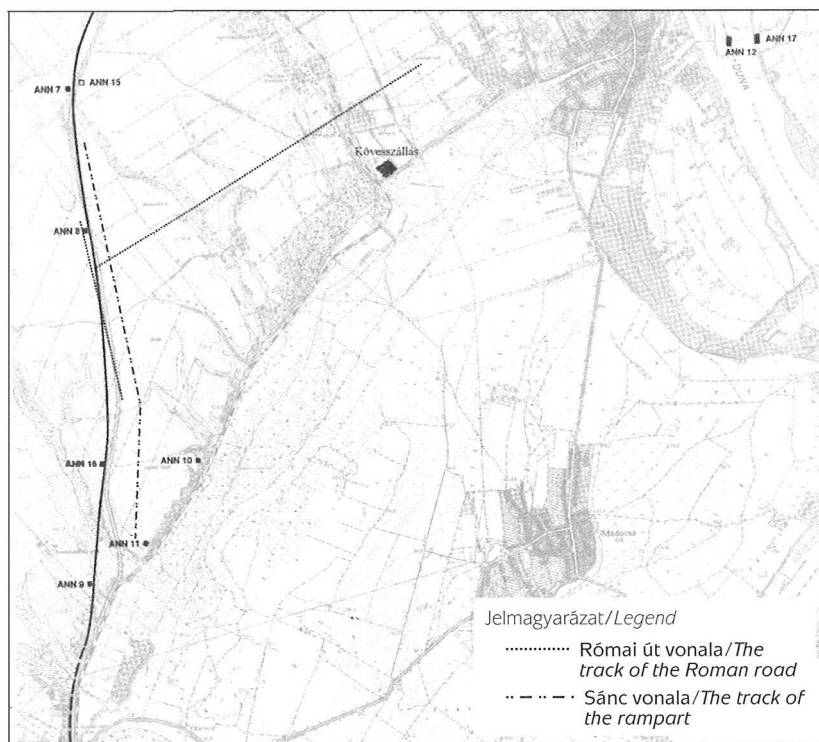 ANN 17
ANN 12
DUNA
ANN 15
ANN 7
Kövesszállás
ANN 8
ANN 16
ANN 10
ANN 11
Madocsa
ANN 9
Jelmagyarázat/Legend
Római út vonala/The
track of the Roman road
Sánc vonala/The track of
the rampart